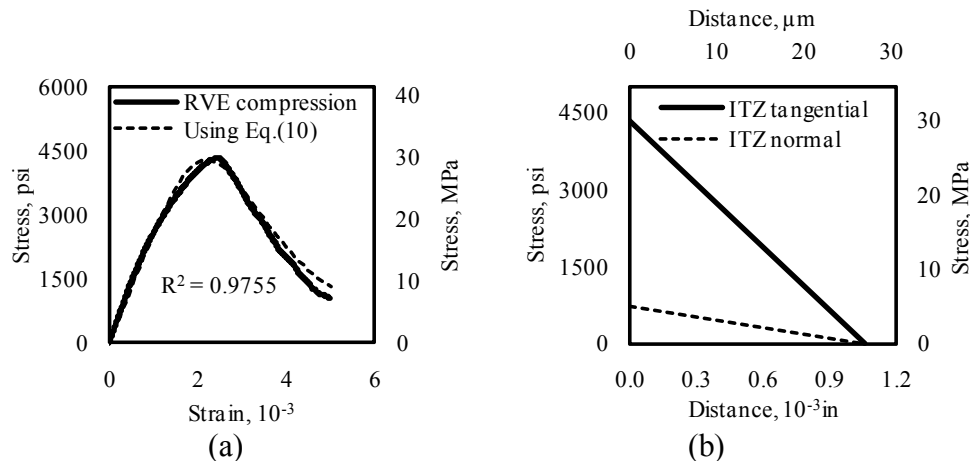 6000
4500
3000
1500
0
Stress, psi
40
30
20
10
0
Stress, MPa
RVE compression
Using Eq.(10)
R² = 0.9755
0 2 4 6
Strain, 10⁻³
(a)
Distance, µm
0 10 20 30
4500
3000
1500
0
Stress, psi
30
20
10
0
Stress, MPa
ITZ tangential
ITZ normal
0.0 0.3 0.6 0.9 1.2
Distance, 10⁻³in
(b)